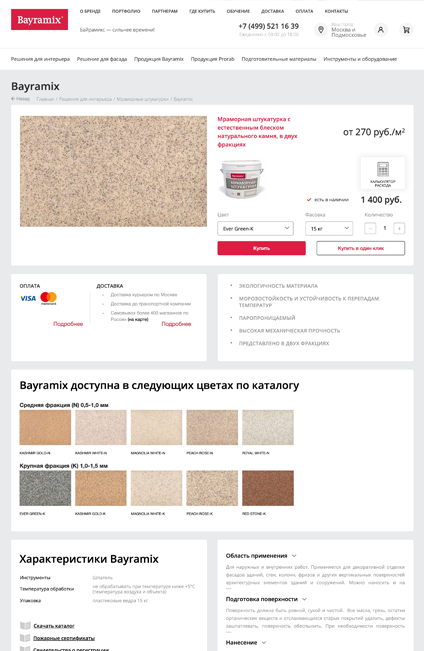 О БРЕНДЕ ПОРТФОЛИО ПАРТНЕРАМ ГДЕ КУПИТЬ ОБУЧЕНИЕ ДОСТАВКА ОПЛАТА КОНТАКТЫ
Bayramix®
Байрамикс — сильнее времени!
+7 (499) 521 16 39
Ежедневно с 09:00 до 18:00
Ваш город
Москва и
Подмосковье
Решения для интерьера Решения для фасада Продукция Bayramix Продукция Prorab Подготовительные материалы Инструменты и оборудование
Bayramix
Назад Главная / Решения для интерьера / Мраморные штукатурки / Bayramix
Мраморная штукатурка с
естественным блеском
натурального камня, в двух
фракциях
от 270 руб./м²
КАЛЬКУЛЯТОР
РАСХОДА
есть в наличии
1 400 руб.
Цвет Фасовка Количество
Ever Green-K 15 кг 1
Купить Купить в один клик
ОПЛАТА
VISA
Подробнее
ДОСТАВКА
Доставка курьером по Москве
Доставка до транспортной компании
Самовывоз более 400 магазинов по
России (на карте)
Подробнее
ЭКОЛОГИЧНОСТЬ МАТЕРИАЛА
МОРОЗОСТОЙКОСТЬ И УСТОЙЧИВОСТЬ К ПЕРЕПАДАМ
ТЕМПЕРАТУР
ПАРОПРОНИЦАЕМЫЙ
ВЫСОКАЯ МЕХАНИЧЕСКАЯ ПРОЧНОСТЬ
ПРЕДСТАВЛЕНО В ДВУХ ФРАКЦИЯХ
Bayramix доступна в следующих цветах по каталогу
Средняя фракция (N) 0,5-1,0 мм
KASHMIR GOLD-N KASHMIR WHITE-N MAGNOLIA WHITE-N PEACH ROSE-N ROYAL WHITE-N
Крупная фракция (K) 1,0-1,5 мм
EVER GREEN-K KASHMIR GOLD-K MAGNOLIA WHITE-K PEACH ROSE-K RED STONE-K
Характеристики Bayramix
Инструменты Шпатель
Температура обработки не обрабатывать при температуре ниже +5°C
(температура воздуха и объекта)
Упаковка пластиковые ведра 15 кг
Скачать каталог
Пожарные сертификаты
Свидетельства о регистрации
Область применения
Для наружных и внутренних работ. Применяется для декоративной отделки
фасадов зданий, стен, колонн, фризов и других вертикальных поверхностей
архитектурных элементов зданий и сооружений. Можно наносить и на
...
Подготовка поверхности
Поверхность должна быть ровной, сухой и чистой. Все масла, грязь, остатки
органических веществ и отслаивающееся старые покрытий удалить, дефекты
зашпатлевать, поверхность обеспылить. При необходимости поверхность
...
Нанесение